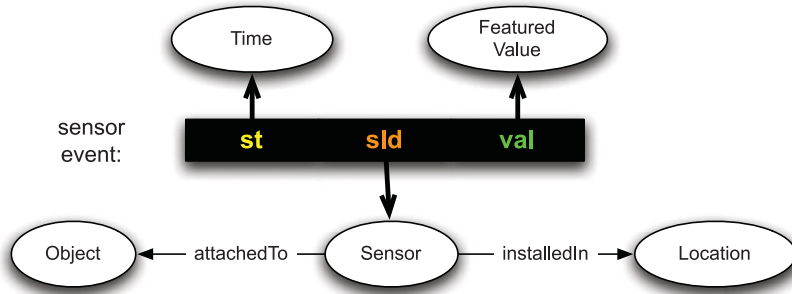 Time
Featured
Value
sensor
event:
st
sId
val
Object
attachedTo
Sensor
installedIn
Location